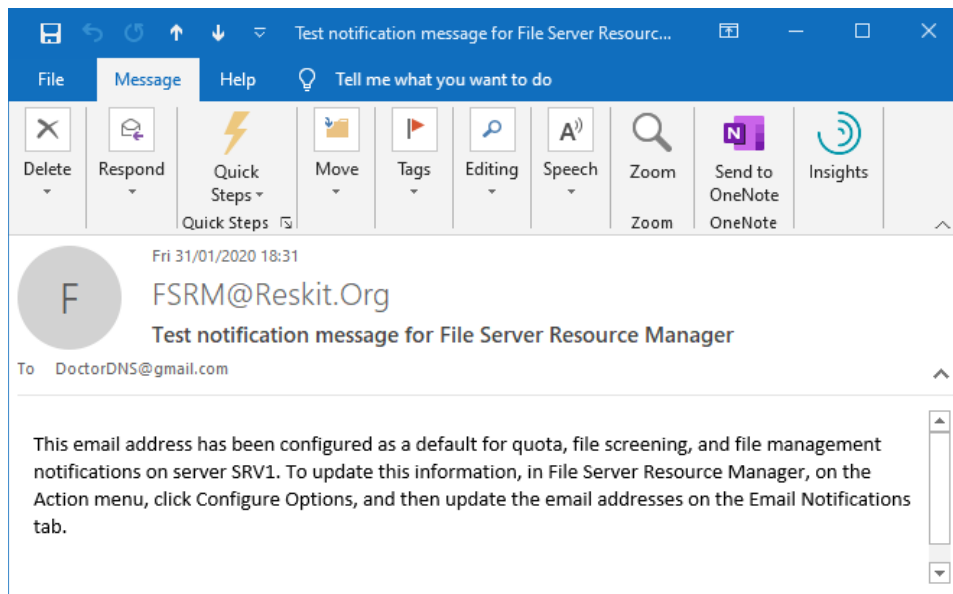 Test notification message for File Server Resourc...
File Message Help Tell me what you want to do
Delete Respond Quick Steps Move Tags Editing Speech Zoom Send to OneNote Insights
Quick Steps Zoom OneNote
Fri 31/01/2020 18:31
F
FSRM@Reskit.Org
Test notification message for File Server Resource Manager
To DoctorDNS@gmail.com
This email address has been configured as a default for quota, file screening, and file management
notifications on server SRV1. To update this information, in File Server Resource Manager, on the
Action menu, click Configure Options, and then update the email addresses on the Email Notifications
tab.